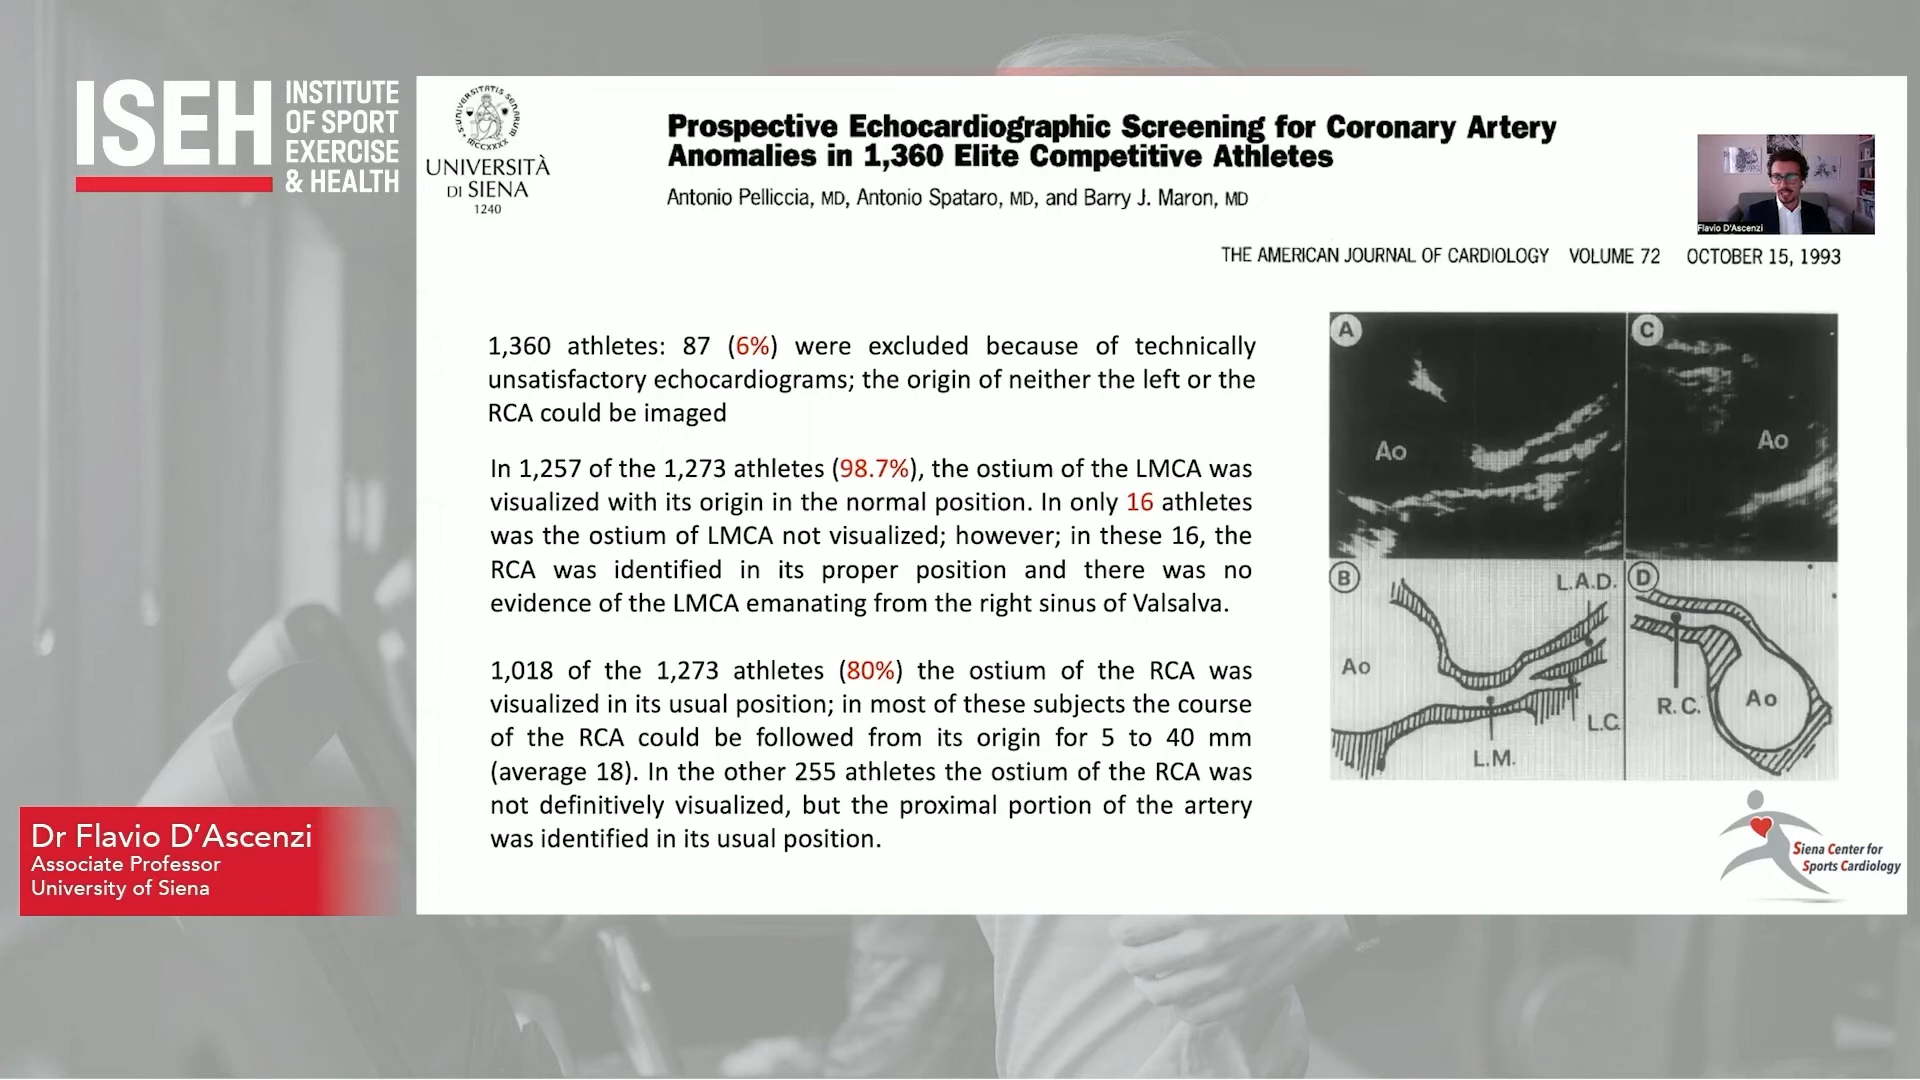 ISEH
INSTITUTE
OF SPORT
EXERCISE
& HEALTH
UNIVERSITÀ
DI SIENA
1240
Prospective Echocardiographic Screening for Coronary Artery
Anomalies in 1,360 Elite Competitive Athletes
Antonio Pelliccia, MD, Antonio Spataro, MD, and Barry J. Maron, MD
Flavio D'Ascenzi
THE AMERICAN JOURNAL OF CARDIOLOGY VOLUME 72 OCTOBER 15, 1993
1,360 athletes: 87 (6%) were excluded because of technically
unsatisfactory echocardiograms; the origin of neither the left or the
RCA could be imaged
In 1,257 of the 1,273 athletes (98.7%), the ostium of the LMCA was
visualized with its origin in the normal position. In only 16 athletes
was the ostium of LMCA not visualized; however; in these 16, the
RCA was identified in its proper position and there was no
evidence of the LMCA emanating from the right sinus of Valsalva.
1,018 of the 1,273 athletes (80%) the ostium of the RCA was
visualized in its usual position; in most of these subjects the course
of the RCA could be followed from its origin for 5 to 40 mm
(average 18). In the other 255 athletes the ostium of the RCA was
not definitively visualized, but the proximal portion of the artery
was identified in its usual position.
A
Ao
C
Ao
B
L.A.D.
Ao
L.C.
L.M.
D
R.C.
Ao
Siena Center for
Sports Cardiology
Dr Flavio D'Ascenzi
Associate Professor
University of Siena